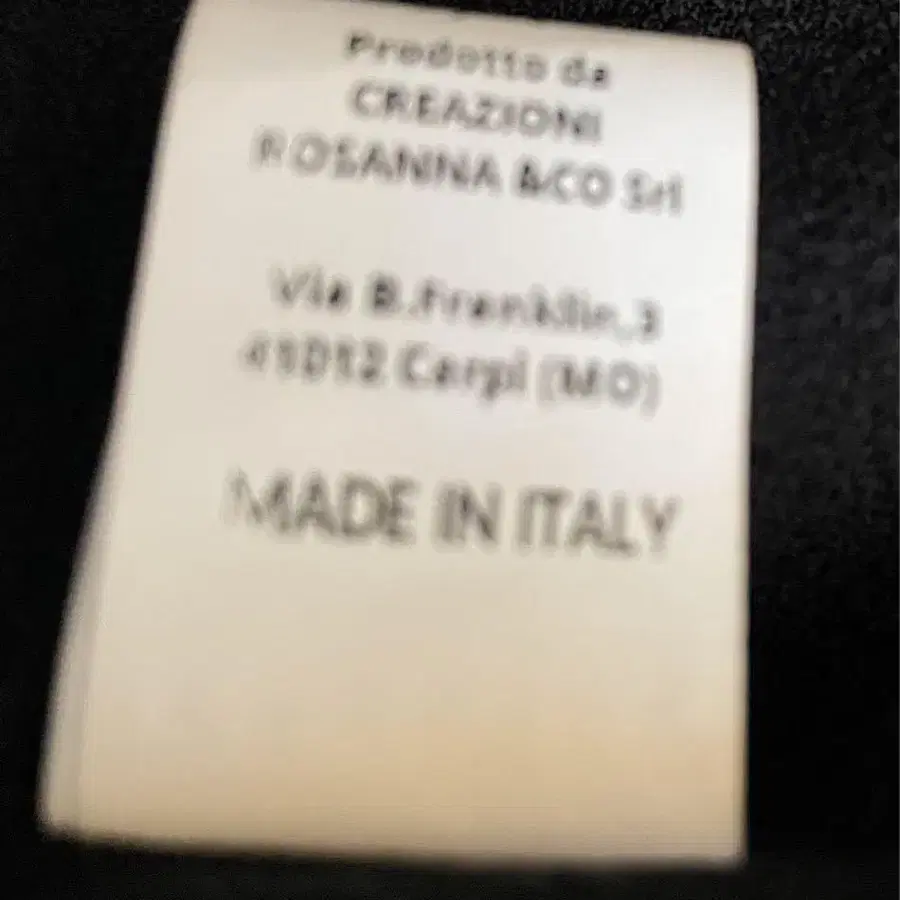 Prodotto da
CREAZIONI
ROSANNA &CO Srl
Via B.Franklin,3
41012 Carpi (MO)
MADE IN ITALY